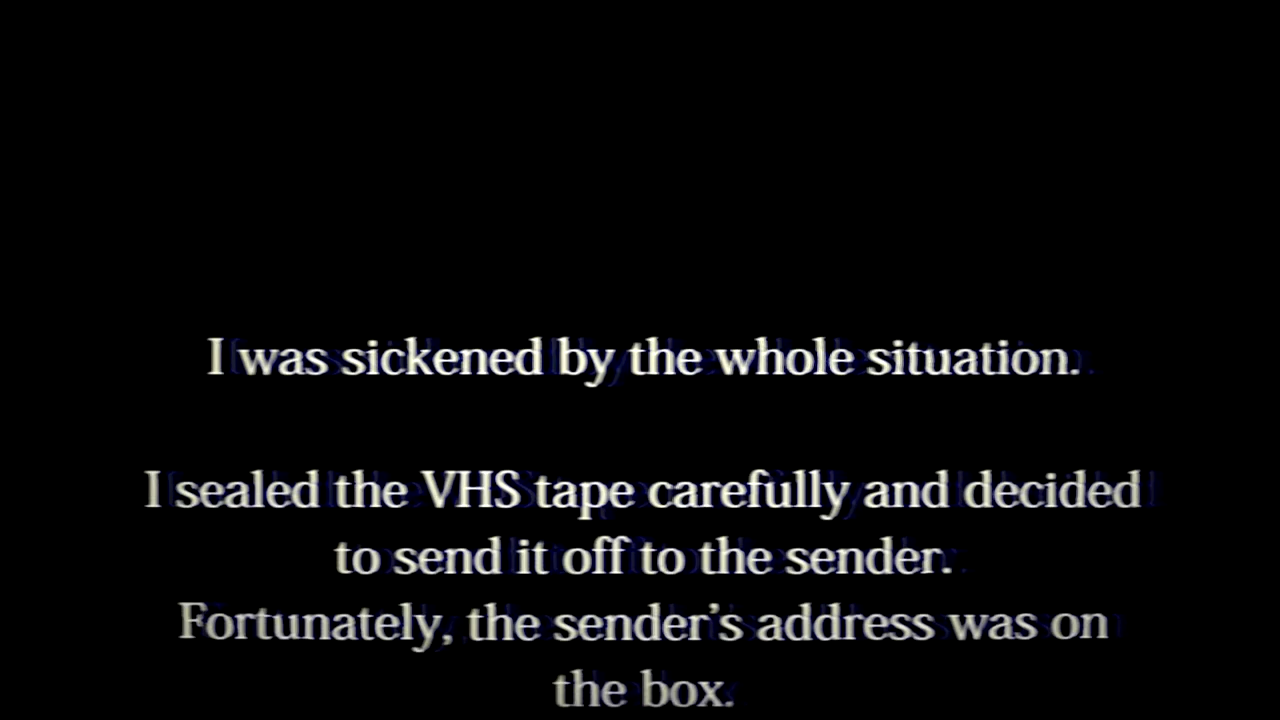 I was sickened by the whole situation.
I sealed the VHS tape carefully and decided
to send it off to the sender.
Fortunately, the sender's address was on
the box.